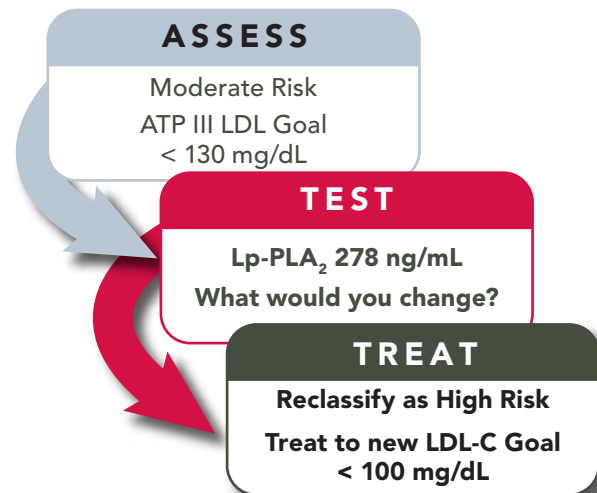 ASSESS
Moderate Risk
ATP III LDL Goal
< 130 mg/dL
TEST
Lp-PLA₂ 278 ng/mL
What would you change?
TREAT
Reclassify as High Risk
Treat to new LDL-C Goal
< 100 mg/dL